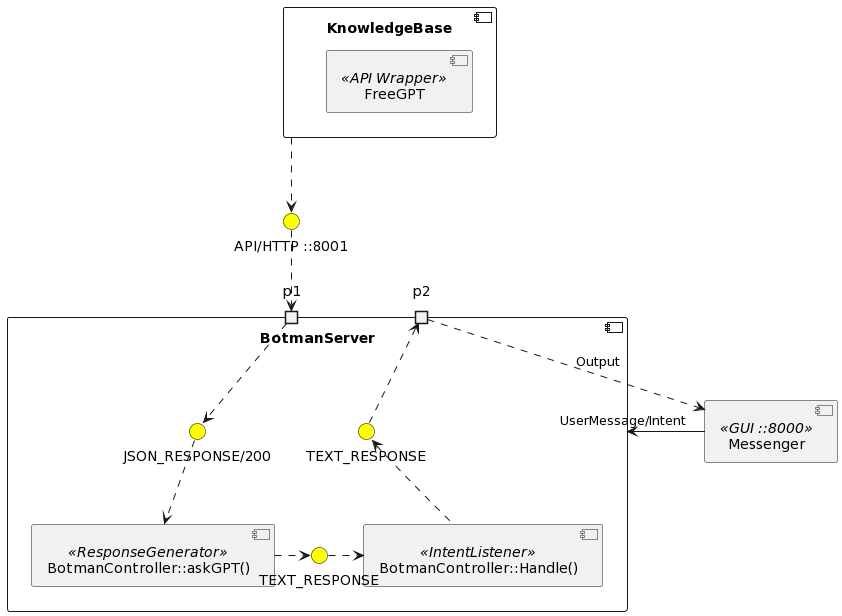 KnowledgeBase
«API Wrapper»
FreeGPT
API/HTTP ::8001
p1
p2
BotmanServer
Output
UserMessage/Intent
«GUI ::8000»
Messenger
JSON_RESPONSE/200
TEXT_RESPONSE
«ResponseGenerator»
BotmanController::askGPT()
TEXT_RESPONSE
«IntentListener»
BotmanController::Handle()